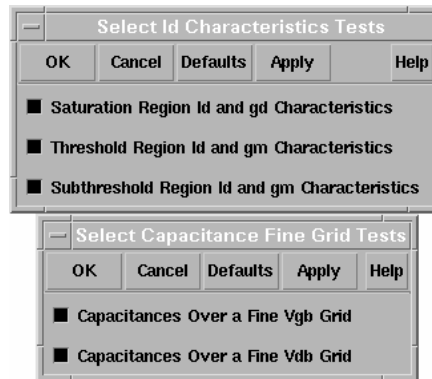 Select Id Characteristics Tests
OK Cancel Defaults Apply Help
Saturation Region Id and gd Characteristics
Threshold Region Id and gm Characteristics
Subthreshold Region Id and gm Characteristics
Select Capacitance Fine Grid Tests
OK Cancel Defaults Apply Help
Capacitances Over a Fine Vgb Grid
Capacitances Over a Fine Vdb Grid